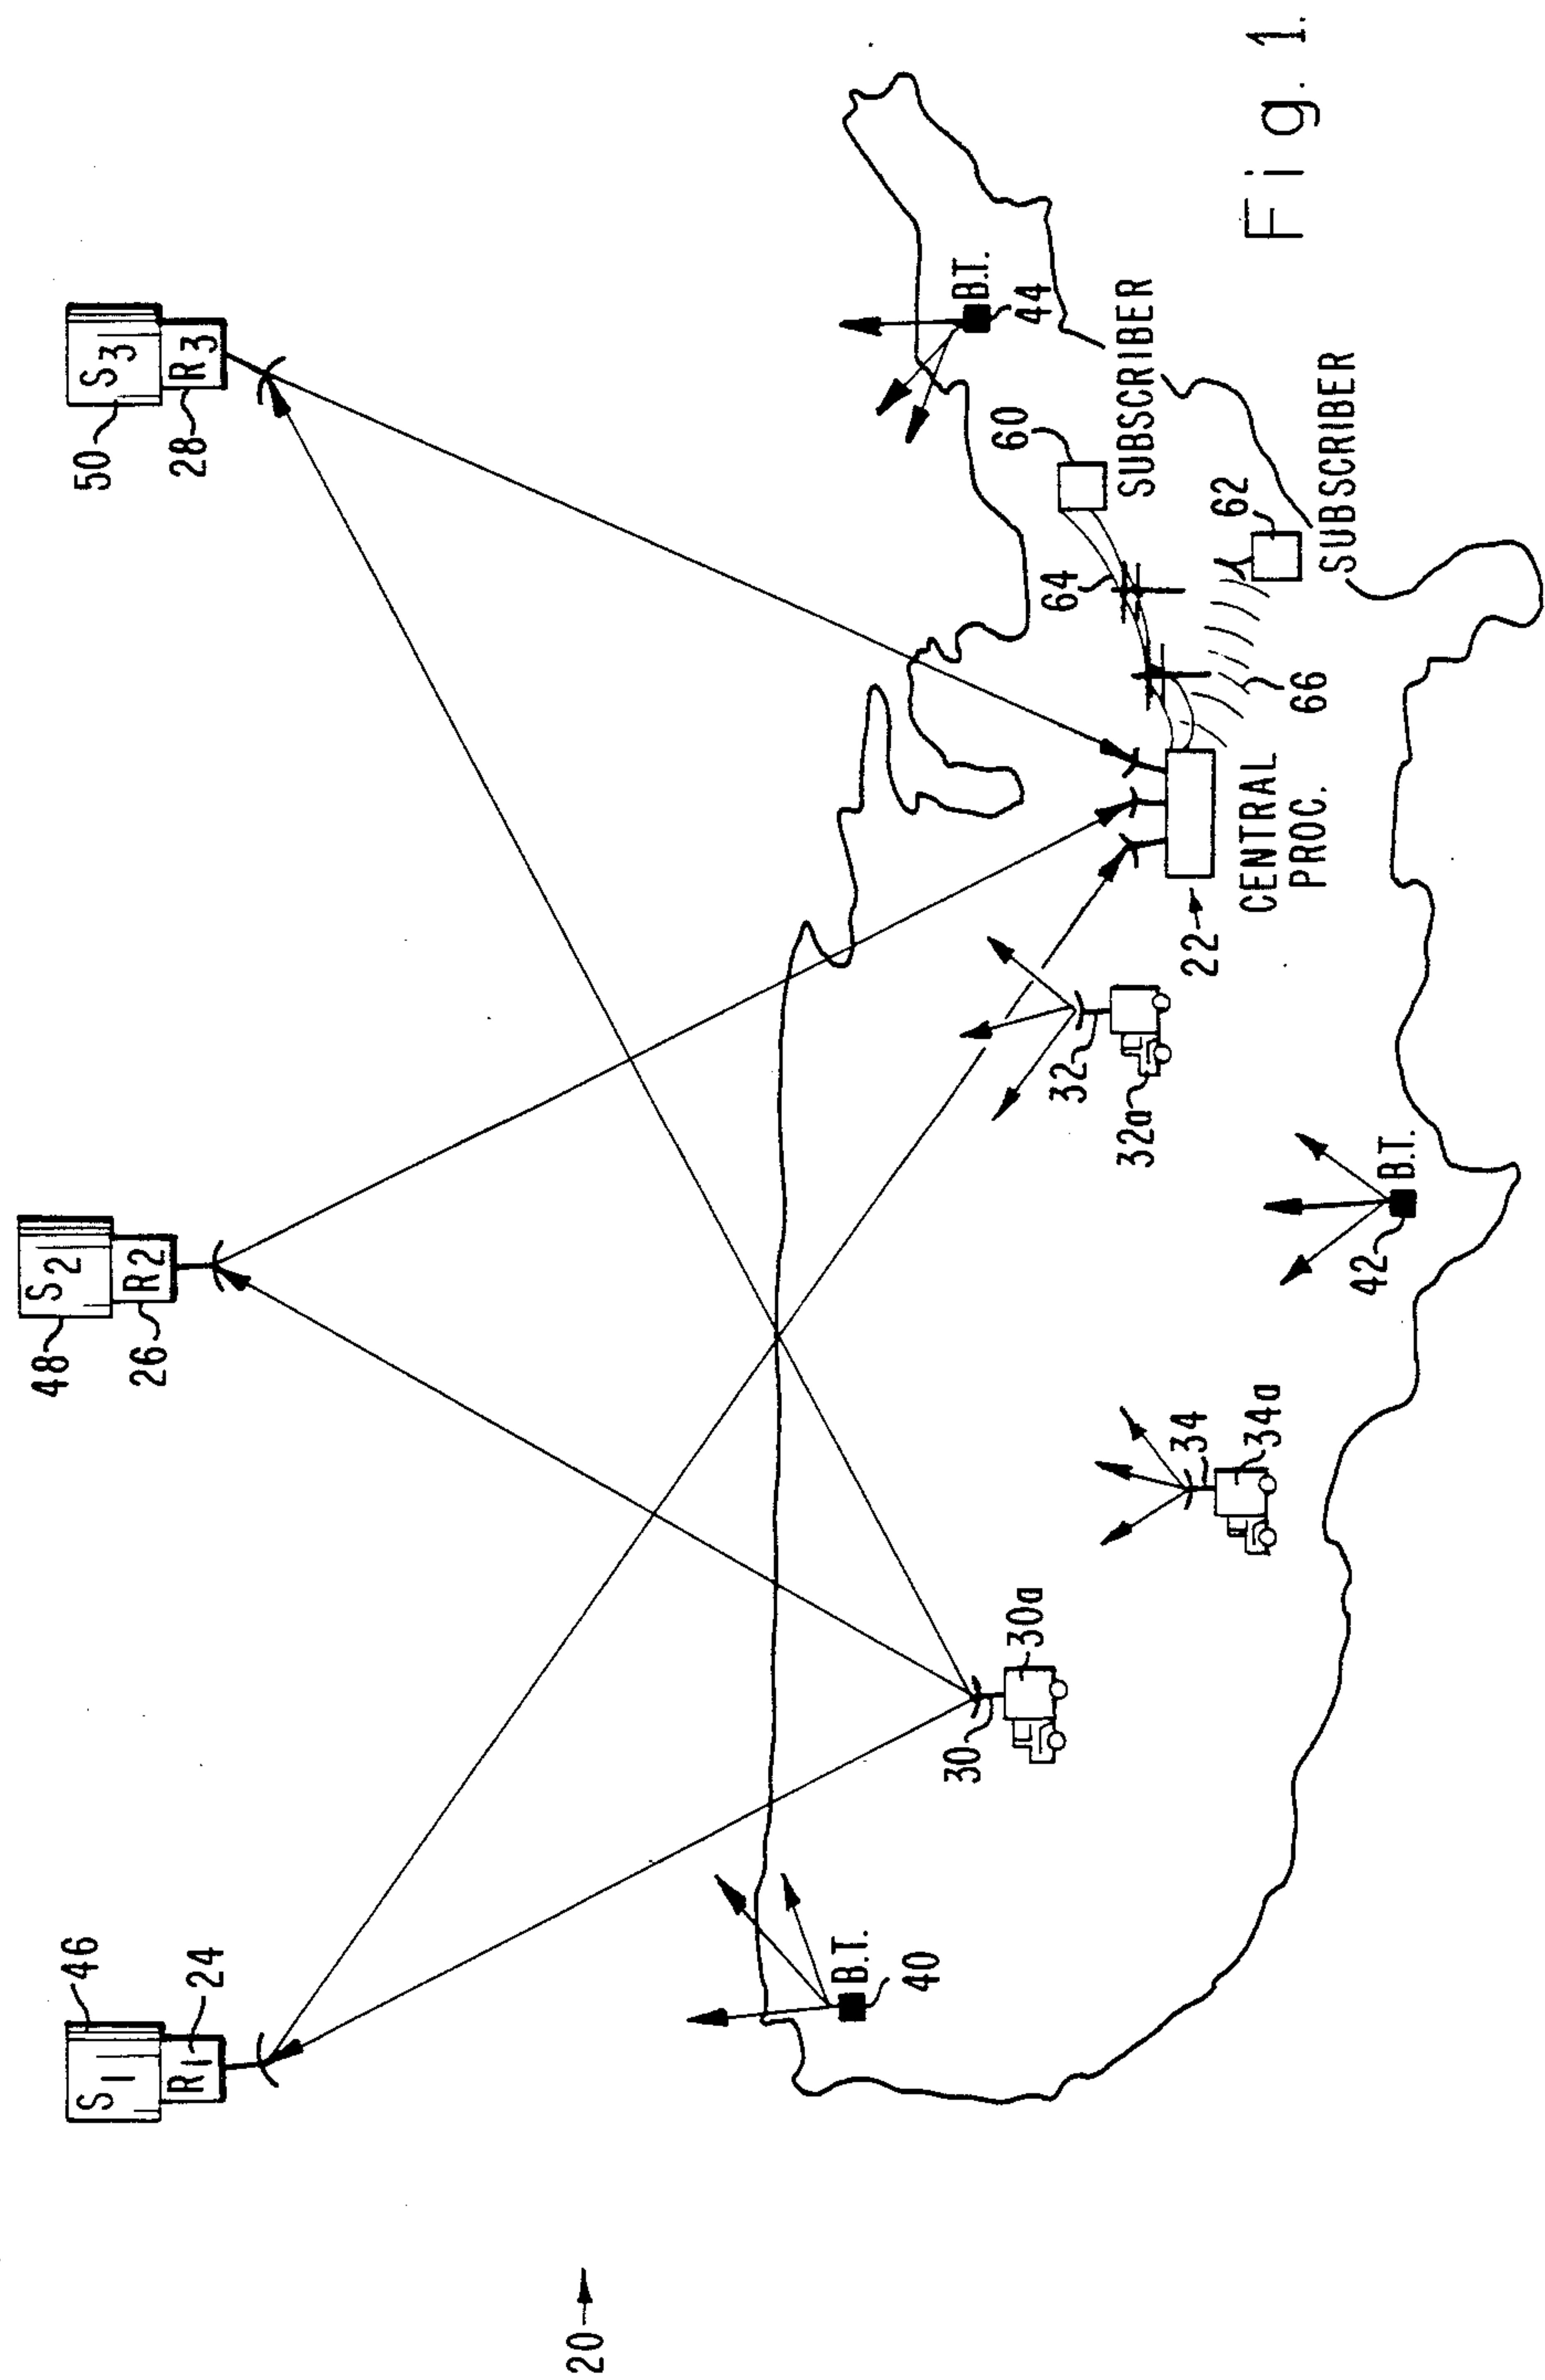 S1
46
R1
24
S2
48
R2
26
S3
50
R3
28
20
B.T.
40
30
30a
34
34a
32
32a
B.T.
42
22
CENTRAL
PROC.
64
66
60
SUBSCRIBER
62
SUBSCRIBER
B.T.
44
Fig. 1.